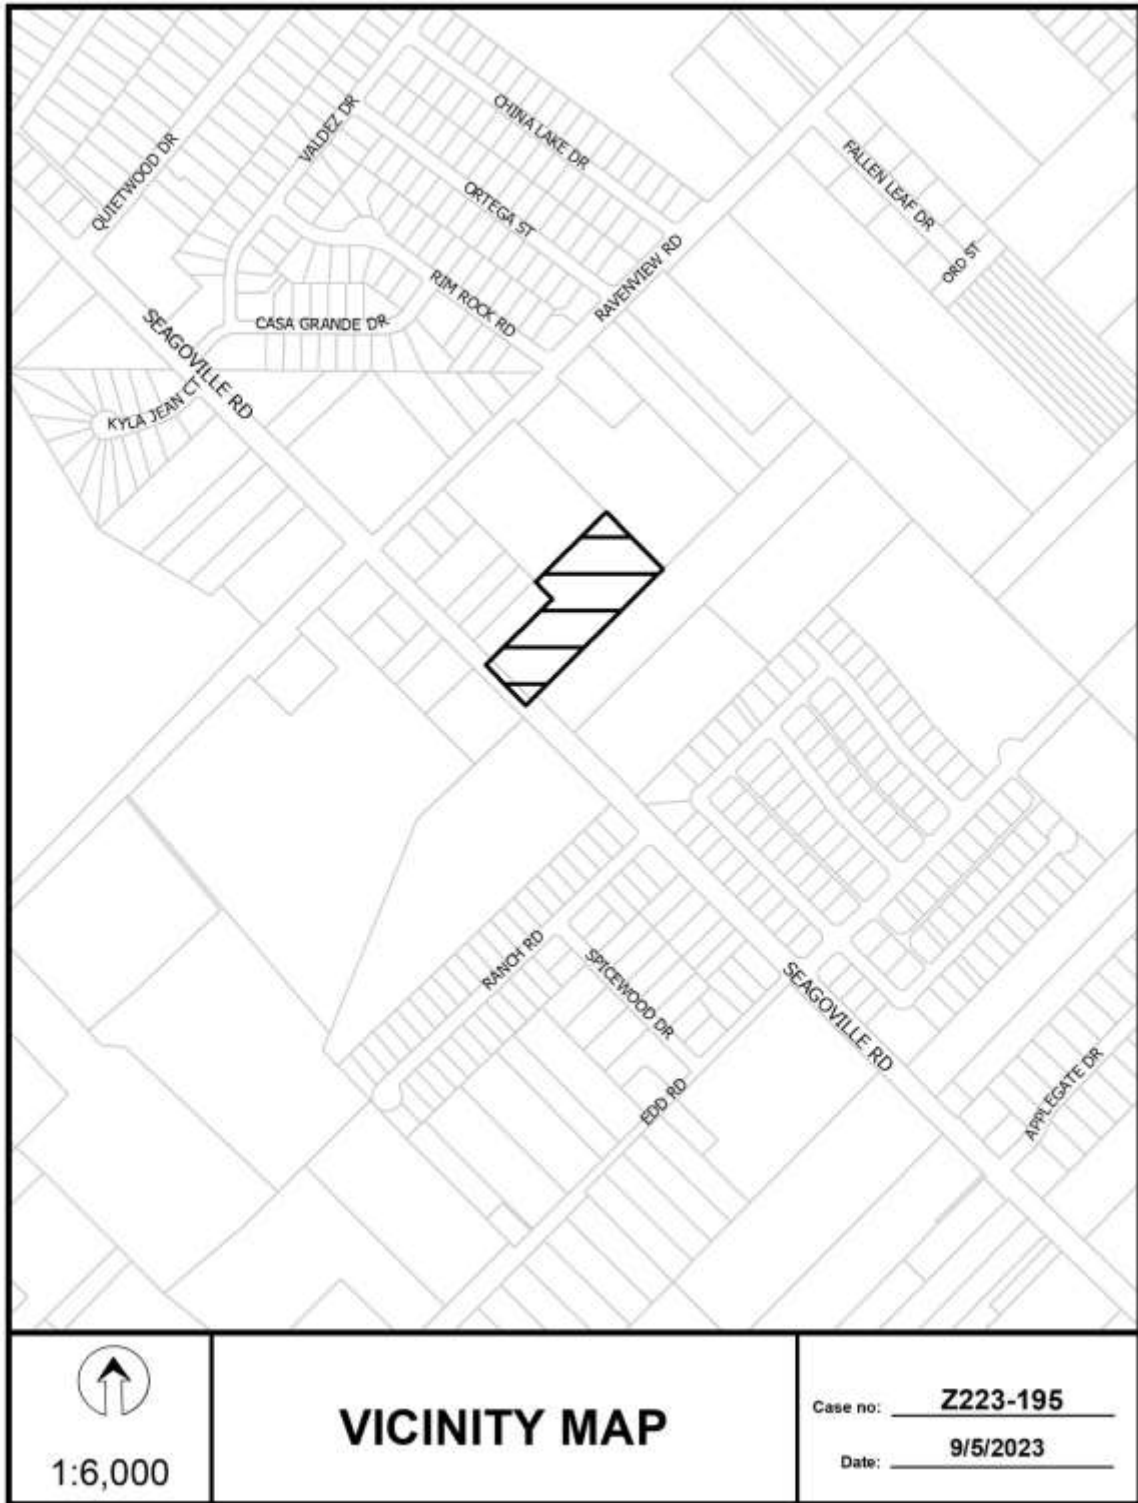 CHINA LAKE DR
VALDEZ DR
QUIETWOOD DR
FALLEN LEAF DR
ORTEGA ST
ORD ST
RAVENVIEW RD
RIM ROCK RD
CASA GRANDE DR
SEAGOVILLE RD
KYLA JEAN CT
RANCH RD
SPICEWOOD DR
SEAGOVILLE RD
EDD RD
APPLEGATE DR
1:6,000
VICINITY MAP
Case no: Z223-195
Date: 9/5/2023